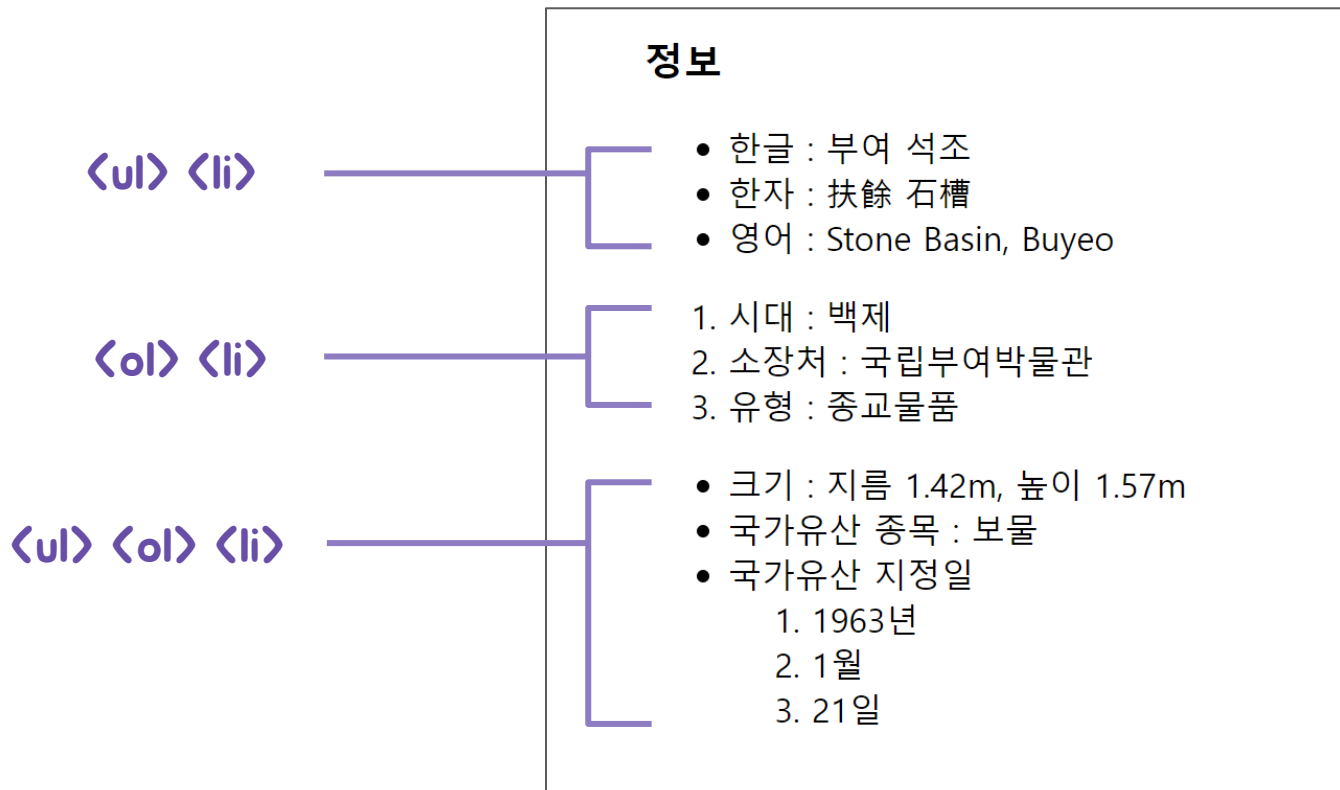 정보
<ul> <li>
• 한글 : 부여 석조
• 한자 : 扶餘 石槽
• 영어 : Stone Basin, Buyeo
<ol> <li>
1. 시대 : 백제
2. 소장처 : 국립부여박물관
3. 유형 : 종교물품
<ul> <ol> <li>
• 크기 : 지름 1.42m, 높이 1.57m
• 국가유산 종목 : 보물
• 국가유산 지정일
1. 1963년
2. 1월
3. 21일